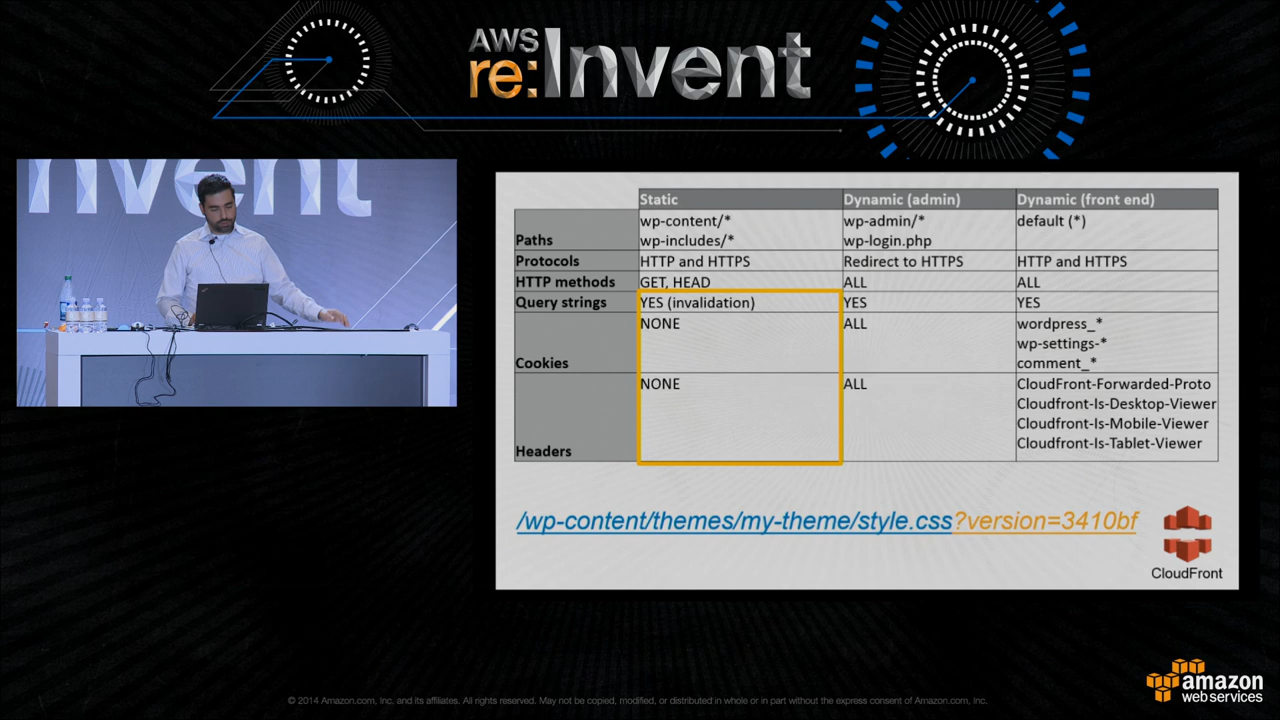 AWS
re:Invent
nvent
Static Dynamic (admin) Dynamic (front end)
Paths wp-content/* wp-includes/* wp-admin/* wp-login.php default (*)
Protocols HTTP and HTTPS Redirect to HTTPS HTTP and HTTPS
HTTP methods GET, HEAD ALL ALL
Query strings YES (invalidation) YES YES
Cookies NONE ALL wordpress_* wp-settings-* comment_*
Headers NONE ALL CloudFront-Forwarded-Proto Cloudfront-Is-Desktop-Viewer Cloudfront-Is-Mobile-Viewer Cloudfront-Is-Tablet-Viewer
/wp-content/themes/my-theme/style.css?version=3410bf
CloudFront
amazon
web services
© 2014 Amazon.com, Inc. and its affiliates. All rights reserved. May not be copied, modified, or distributed in whole or in part without the express consent of Amazon.com, Inc.